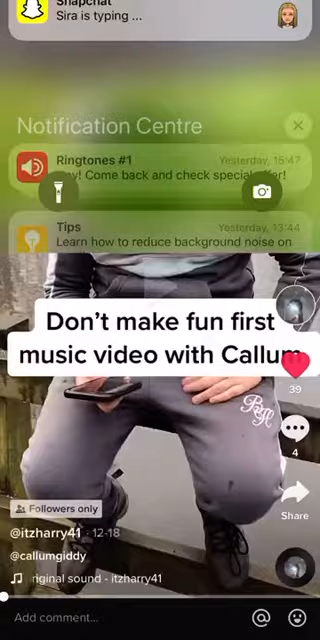 Snapchat
Sira is typing ...
Notification Centre
Ringtones #1
Yesterday, 15:47
y! Come back and check special offer!
Tips
Yesterday, 13:44
Learn how to reduce background noise on
Don't make fun first
music video with Callum
39
4
Share
Followers only
@itzharry41 · 12-18
@callumgiddy
riginal sound - itzharry41
Add comment...